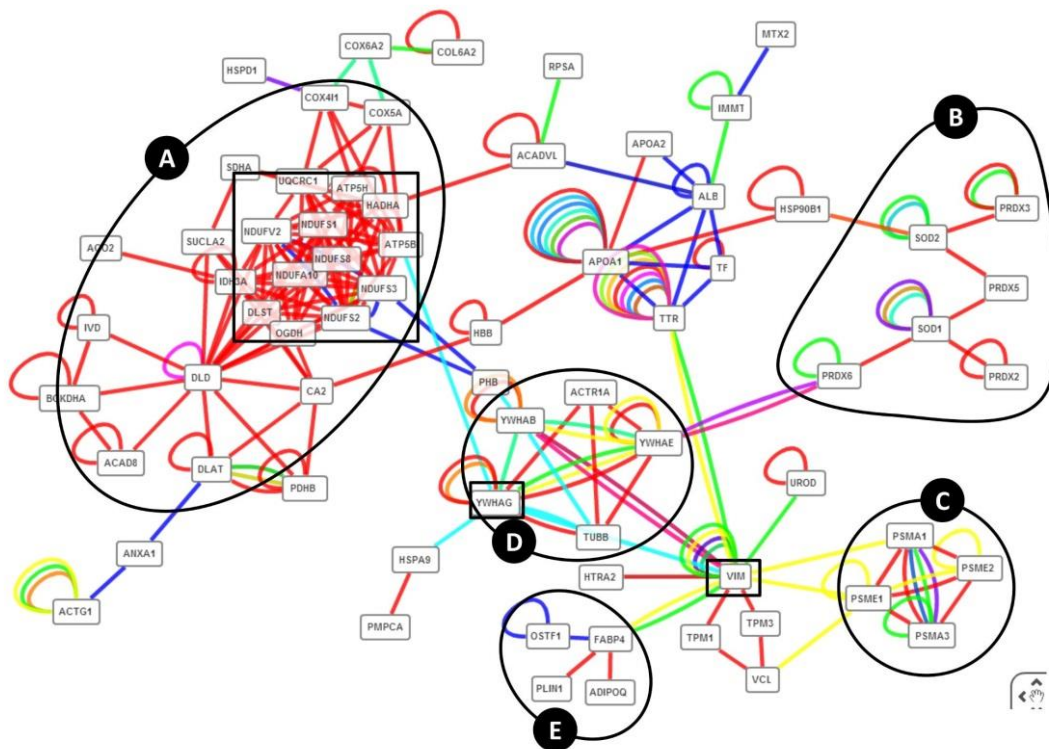 MTX2
COX6A2
COL6A2
HSPD1
RPSA
COX4I1
IMMT
COX5A
B
A
APOA2
ACADVL
SDHA
UQCRC1
ATP5H
ALB
PRDX3
HADHA
HSP90B1
NDUFV2
NDUFS1
SOD2
SUCLA2
ATP5B
AGO2
NDUFS8
APOA1
TF
IDH3A
NDUFA10
NDUFS3
PRDX5
DLST
NDUFS2
TTR
IVD
OGDH
HBB
SOD1
DLD
PRDX6
PRDX2
BCKDHA
CA2
PHB
ACTR1A
YWHAB
YWHAE
ACAD8
DLAT
PDHB
UROD
YWHAG
C
D
TUBB
PSMA1
ANXA1
HSPA9
PSME2
HTRA2
VIM
PSME1
ACTG1
PMPCA
OSTF1
FABP4
TPM1
TPM3
PSMA3
VCL
PLIN1
ADIPOQ
E